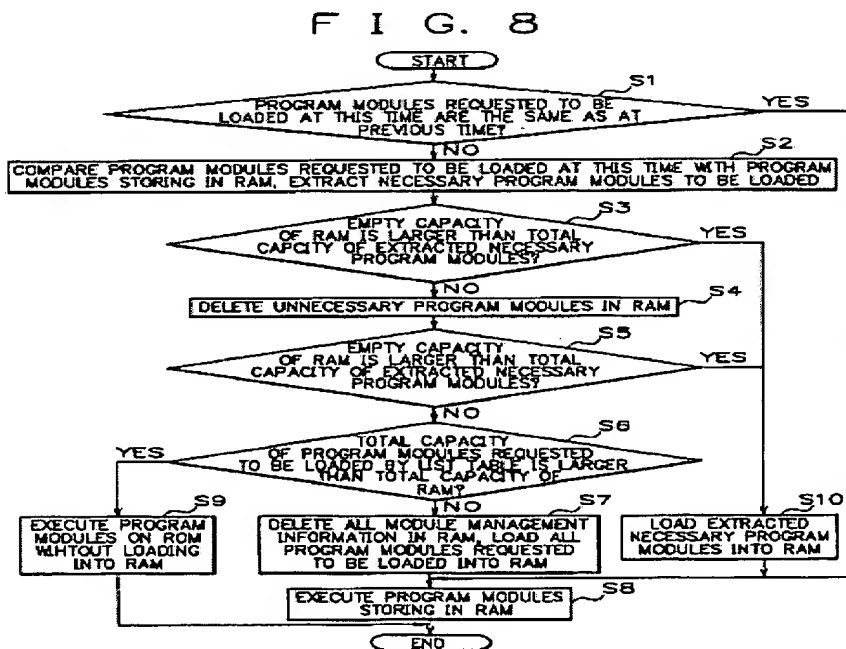 FIG. 8
START
S1
PROGRAM MODULES REQUESTED TO BE
LOADED AT THIS TIME ARE THE SAME AS AT
PREVIOUS TIME?
YES
NO
S2
COMPARE PROGRAM MODULES REQUESTED TO BE LOADED AT THIS TIME WITH PROGRAM
MODULES STORING IN RAM, EXTRACT NECESSARY PROGRAM MODULES TO BE LOADED
S3
EMPTY CAPACITY
OF RAM IS LARGER THAN TOTAL
CAPCITY OF EXTRACTED NECESSARY
PROGRAM MODULES?
YES
NO
S4
DELETE UNNECESSARY PROGRAM MODULES IN RAM
S5
EMPTY CAPACITY
OF RAM IS LARGER THAN TOTAL
CAPACITY OF EXTRACTED NECESSARY
PROGRAM MODULES?
YES
NO
S6
TOTAL CAPACITY
OF PROGRAM MODULES REQUESTED
TO BE LOADED BY LIST TABLE IS LARGER
THAN TOTAL CAPACITY OF
RAM?
YES
NO
S9
EXECUTE PROGRAM
MODULES ON ROM
WIHTOUT LOADING
INTO RAM
S7
DELETE ALL MODULE MANAGEMENT
INFORMATION IN RAM, LOAD ALL
PROGRAM MODULES REQUESTED
TO BE LOADED INTO RAM
S10
LOAD EXTRACTED
NECESSARY PROGRAM
MODULES INTO RAM
S8
EXECUTE PROGRAM MODULES
STORING IN RAM
END